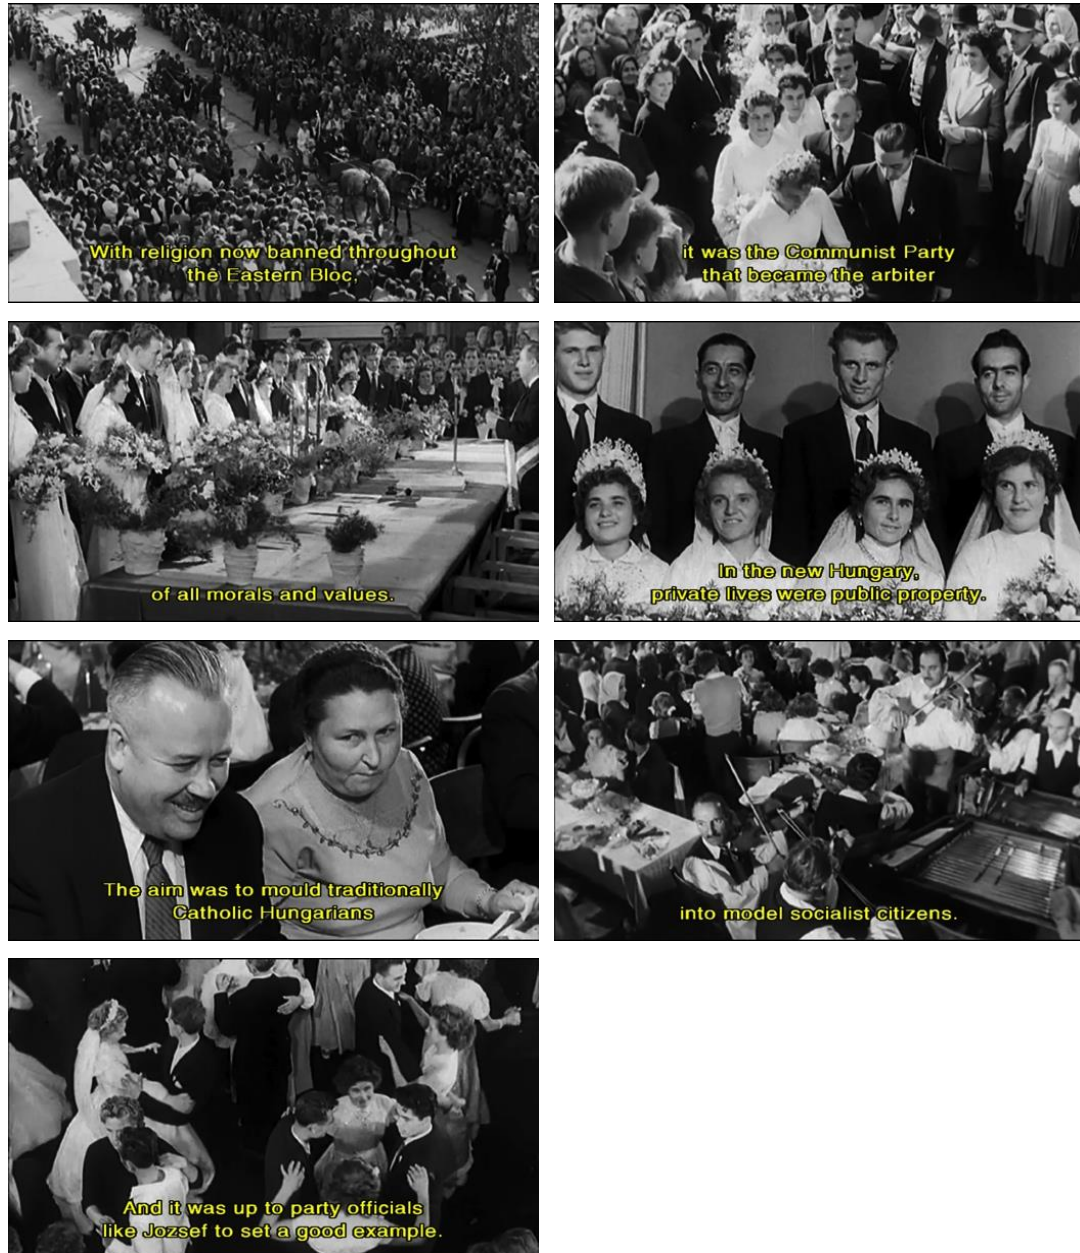 With religion now banned throughout
the Eastern Bloc,
it was the Communist Party
that became the arbiter
of all morals and values.
In the new Hungary,
private lives were public property.
The aim was to mould traditionally
Catholic Hungarians
into model socialist citizens.
And it was up to party officials
like Jozsef to set a good example.